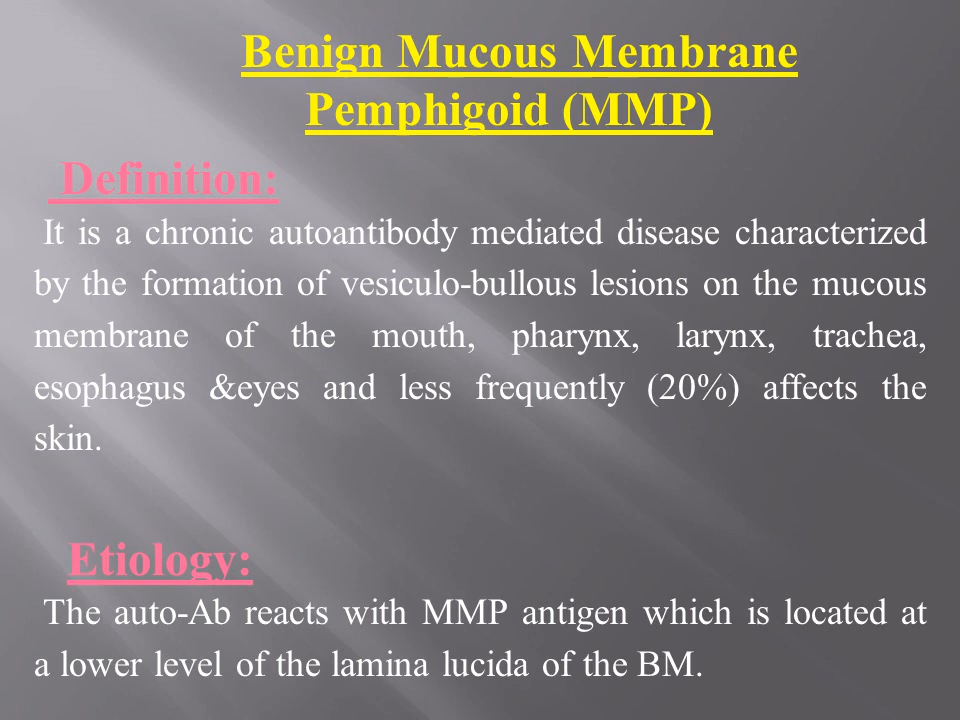 Benign Mucous Membrane
Pemphigoid (MMP)
Definition:
It is a chronic autoantibody mediated disease characterized
by the formation of vesiculo-bullous lesions on the mucous
membrane of the mouth, pharynx, larynx, trachea,
esophagus &eyes and less frequently (20%) affects the
skin.
Etiology:
The auto-Ab reacts with MMP antigen which is located at
a lower level of the lamina lucida of the BM.